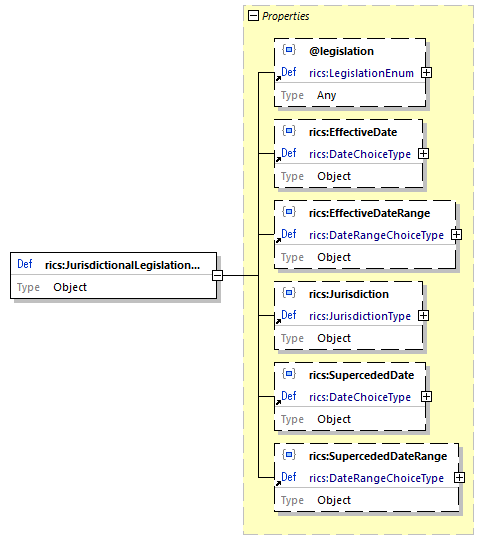 Properties
@legislation
Def rics:LegislationEnum
Type Any
rics:EffectiveDate
Def rics:DateChoiceType
Type Object
rics:EffectiveDateRange
Def rics:DateRangeChoiceType
Type Object
Def rics:JurisdictionalLegislation...
Type Object
rics:Jurisdiction
Def rics:JurisdictionType
Type Object
rics:SupercededDate
Def rics:DateChoiceType
Type Object
rics:SupercededDateRange
Def rics:DateRangeChoiceType
Type Object